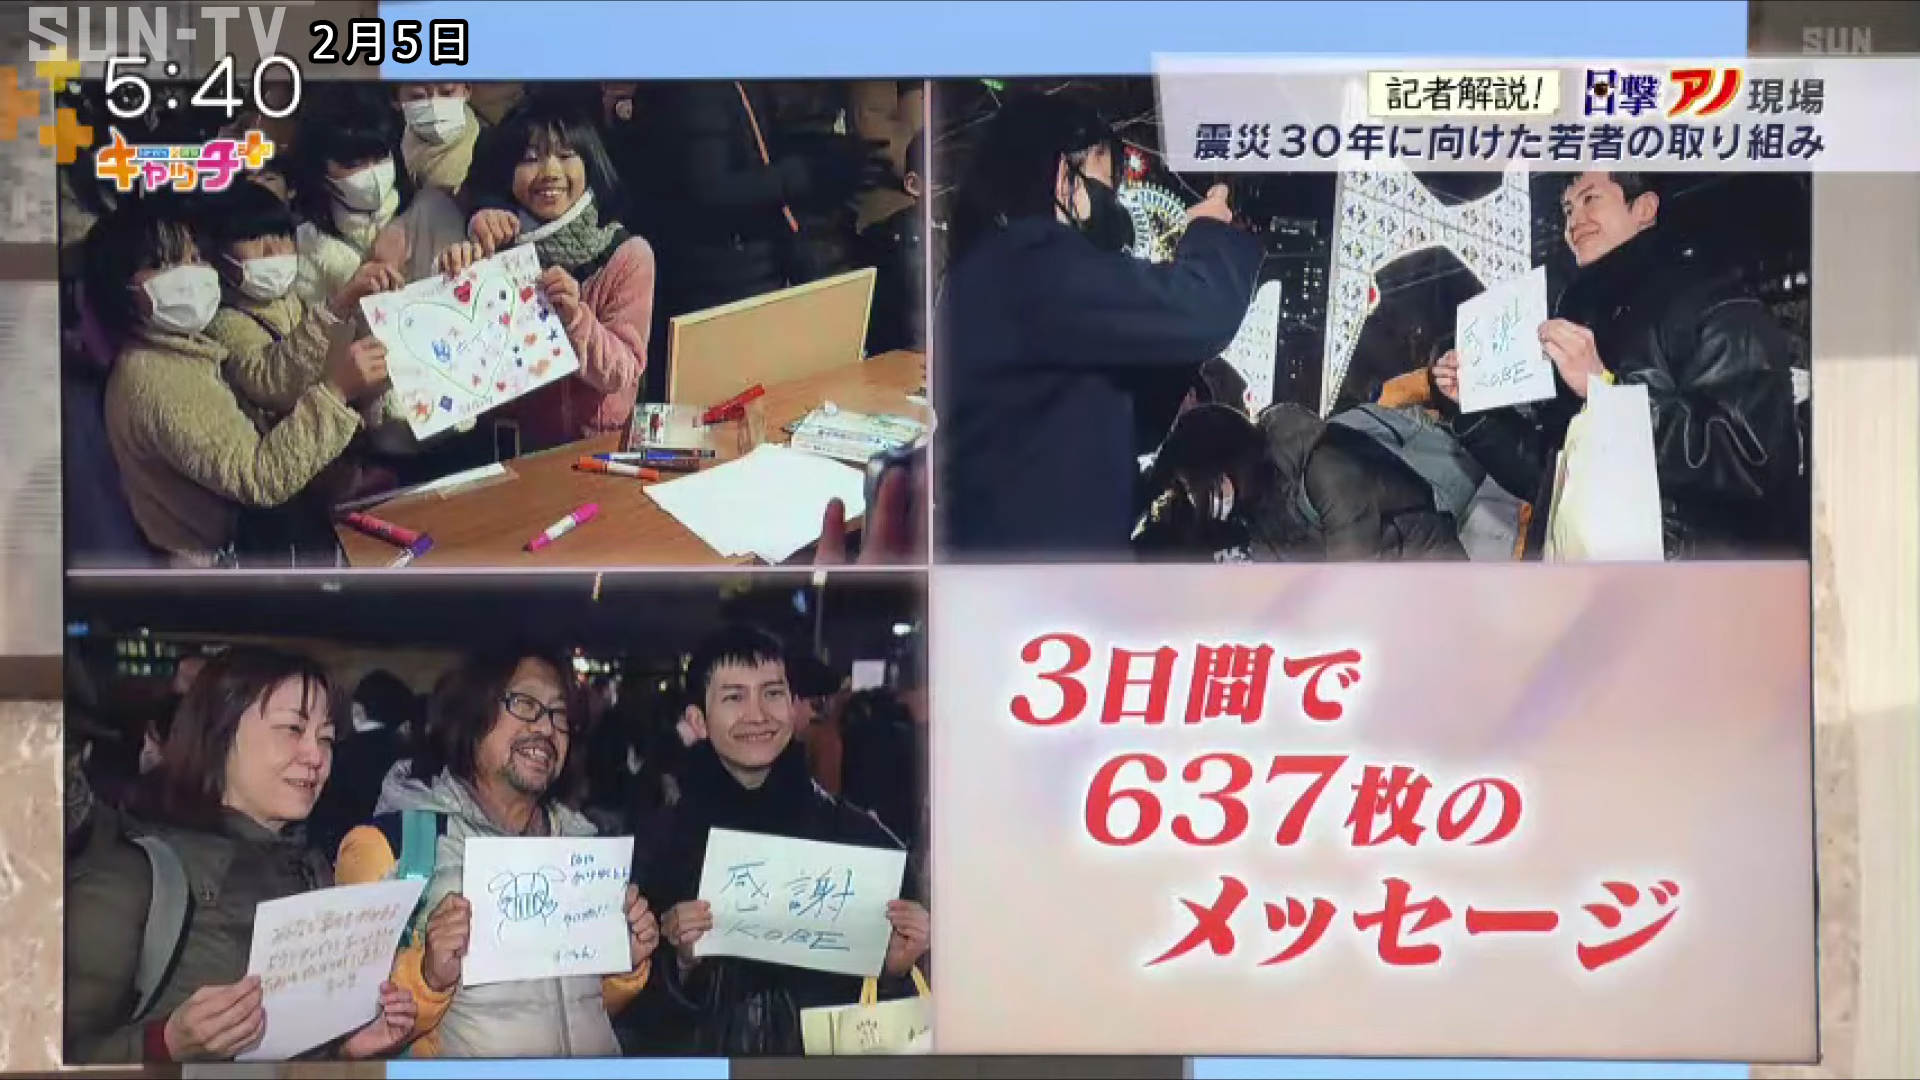 SUN-TV
2月5日
SUN
5:40
キャッチ+
記者解説!
目撃アノ現場
震災30年に向けた若者の取り組み
感謝
KOBE
3日間で
637枚の
メッセージ
感謝
KOBE